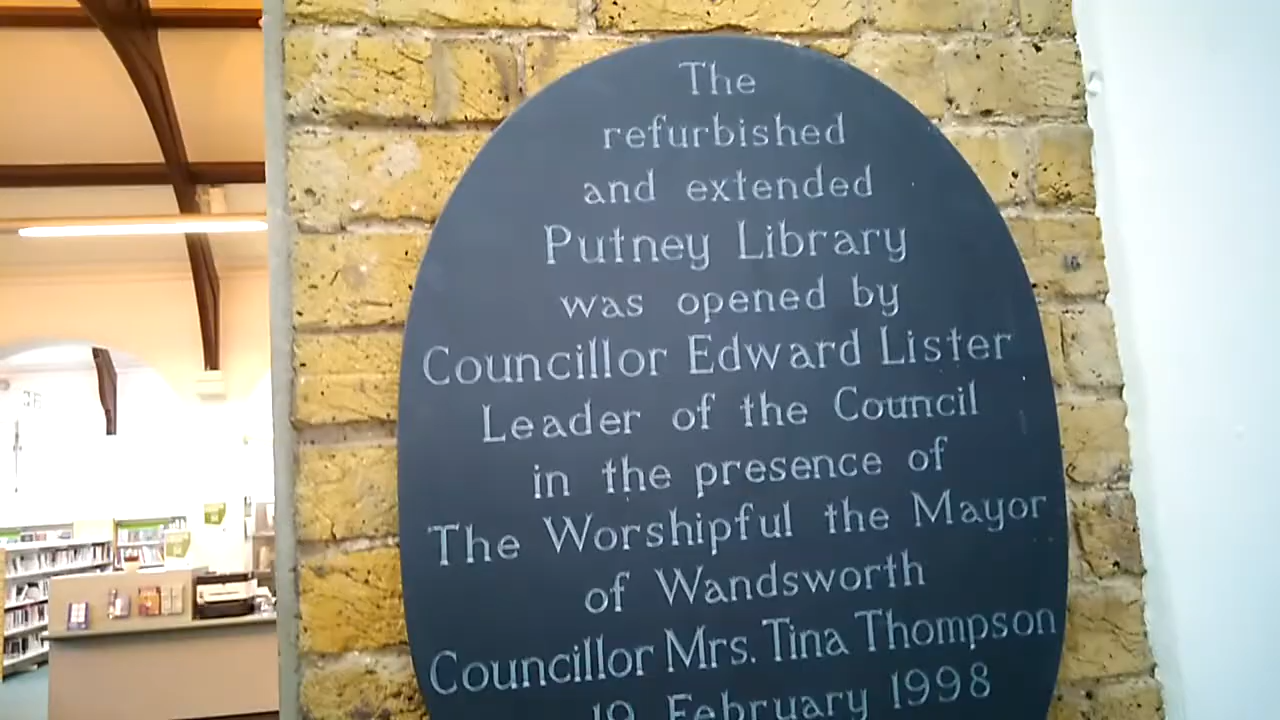 The
refurbished
and extended
Putney Library
was opened by
Councillor Edward Lister
Leader of the Council
in the presence of
The Worshipful the Mayor
of Wandsworth
Councillor Mrs. Tina Thompson
19 February 1998